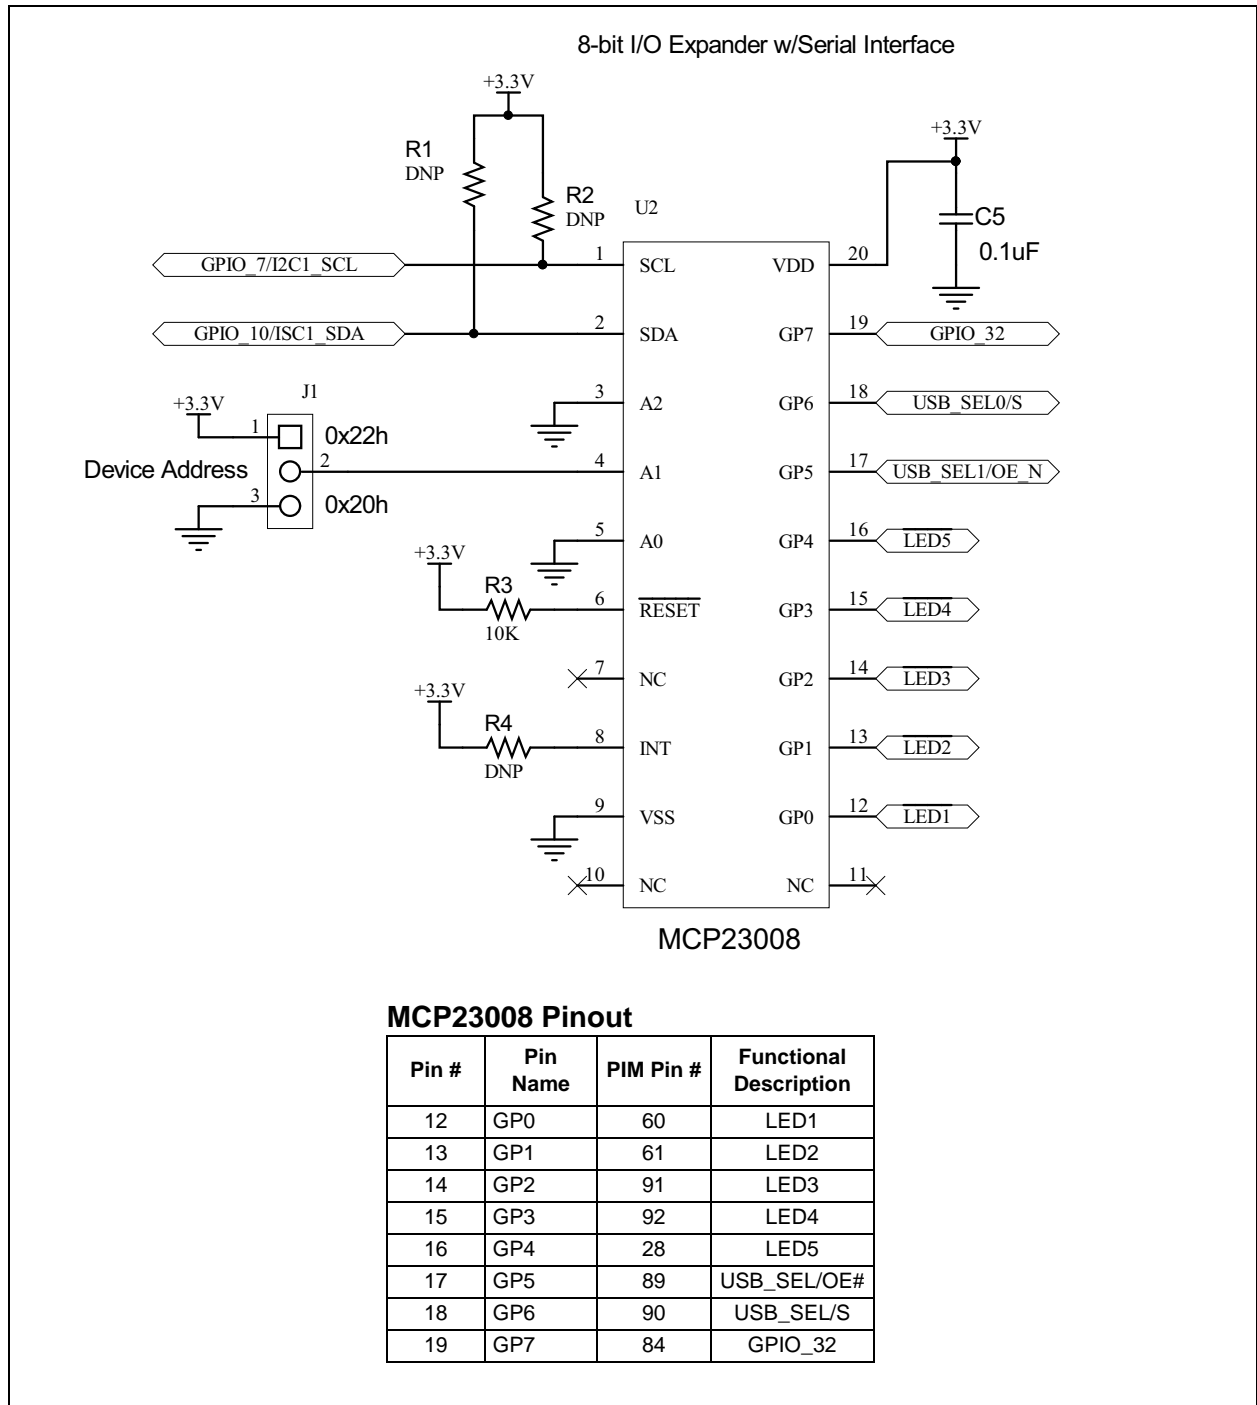 8-bit I/O Expander w/Serial Interface
+3.3V
+3.3V
R1
DNP
R2
DNP
U2
C5
0.1uF
GPIO_7/I2C1_SCL
1
SCL
VDD
20
GPIO_10/ISC1_SDA
2
SDA
GP7
19
GPIO_32
J1
+3.3V
3
A2
GP6
18
USB_SEL0/S
1
0x22h
Device Address
2
4
A1
GP5
17
USB_SEL1/OE_N
3
0x20h
5
A0
GP4
16
LED5
+3.3V
R3
10K
6
RESET
GP3
15
LED4
7
NC
GP2
14
LED3
+3.3V
R4
DNP
8
INT
GP1
13
LED2
9
VSS
GP0
12
LED1
10
NC
NC
11
MCP23008
MCP23008 Pinout
Pin # Pin Name PIM Pin # Functional Description
12 GP0 60 LED1
13 GP1 61 LED2
14 GP2 91 LED3
15 GP3 92 LED4
16 GP4 28 LED5
17 GP5 89 USB_SEL/OE#
18 GP6 90 USB_SEL/S
19 GP7 84 GPIO_32